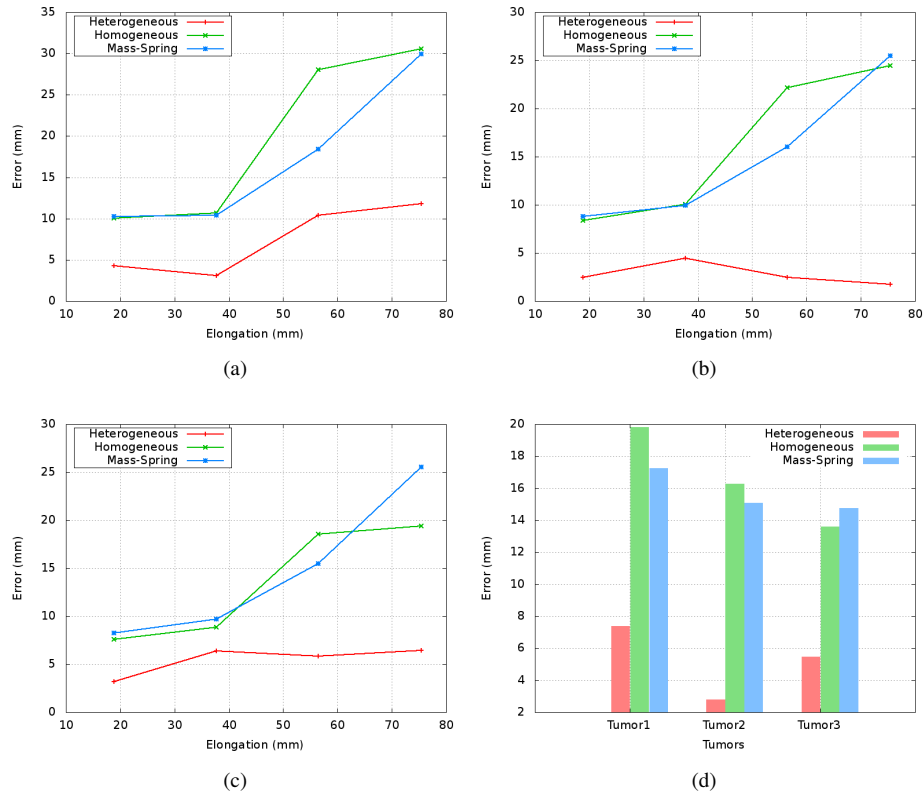 Heterogeneous
Homogeneous
Mass-Spring
Error (mm)
35
30
25
20
15
10
5
0
10 20 30 40 50 60 70 80
Elongation (mm)
(a)
Heterogeneous
Homogeneous
Mass-Spring
Error (mm)
30
25
20
15
10
5
0
10 20 30 40 50 60 70 80
Elongation (mm)
(b)
Heterogeneous
Homogeneous
Mass-Spring
Error (mm)
30
25
20
15
10
5
0
10 20 30 40 50 60 70 80
Elongation (mm)
(c)
Heterogeneous
Homogeneous
Mass-Spring
Error (mm)
20
18
16
14
12
10
8
6
4
2
Tumor1 Tumor2 Tumor3
Tumors
(d)